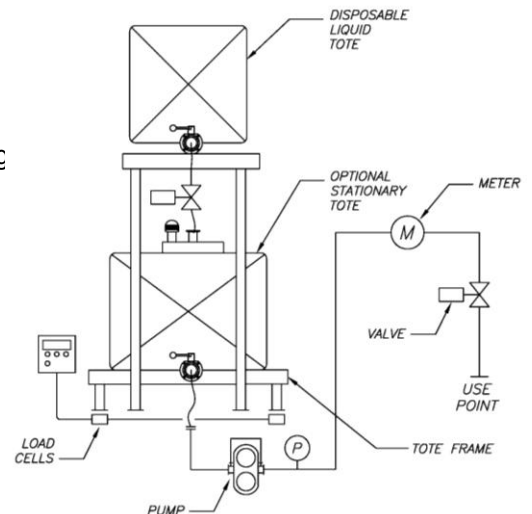 DISPOSABLE
LIQUID
TOTE
OPTIONAL
STATIONARY
TOTE
METER
M
VALVE
USE
POINT
LOAD
CELLS
TOTE FRAME
P
PUMP